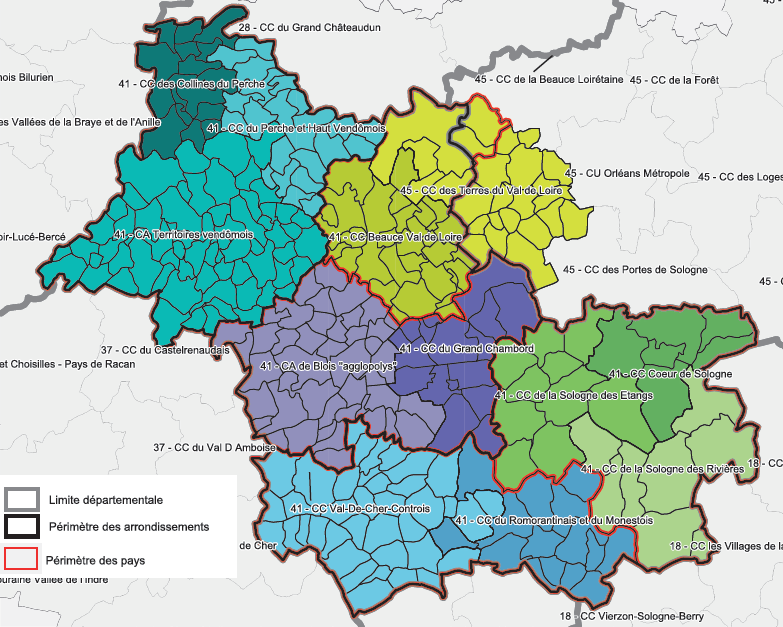 45 -
28 - CC du Grand Châteaudun
nois Bilurien
45 - CC de la Beauce Loirétaine
45 - CC de la Forêt
41 - CC des Collines du Perche
es Vallées de la Braye et de l'Anille
41 - CC du Perche et Haut Vendômois
45 - CU Orléans Métropole
45 - CC des Loges
45 - CC des Terres du Val de Loire
oir-Lucé-Bercé
41 - CA Territoires vendômois
41 - CC Beauce Val de Loire
45 - CC des Portes de Sologne
45 - C
37 - CC du Castelrenaudais
41 - CC du Grand Chambord
et Choisilles - Pays de Racan
41 - CA de Blois "agglopolys"
41 - CC Coeur de Sologne
41 - CC de la Sologne des Etangs
37 - CC du Val D Amboise
18 - CC
41 - CC de la Sologne des Rivières
Limite départementale
41 - CC Val-De-Cher-Controis
41 - CC du Romorantinais et du Monestois
Périmètre des arrondissements
de Cher
18 - CC les Villages de la
Périmètre des pays
ouraine Vallée de l'Indre
18 - CC Vierzon-Sologne-Berry